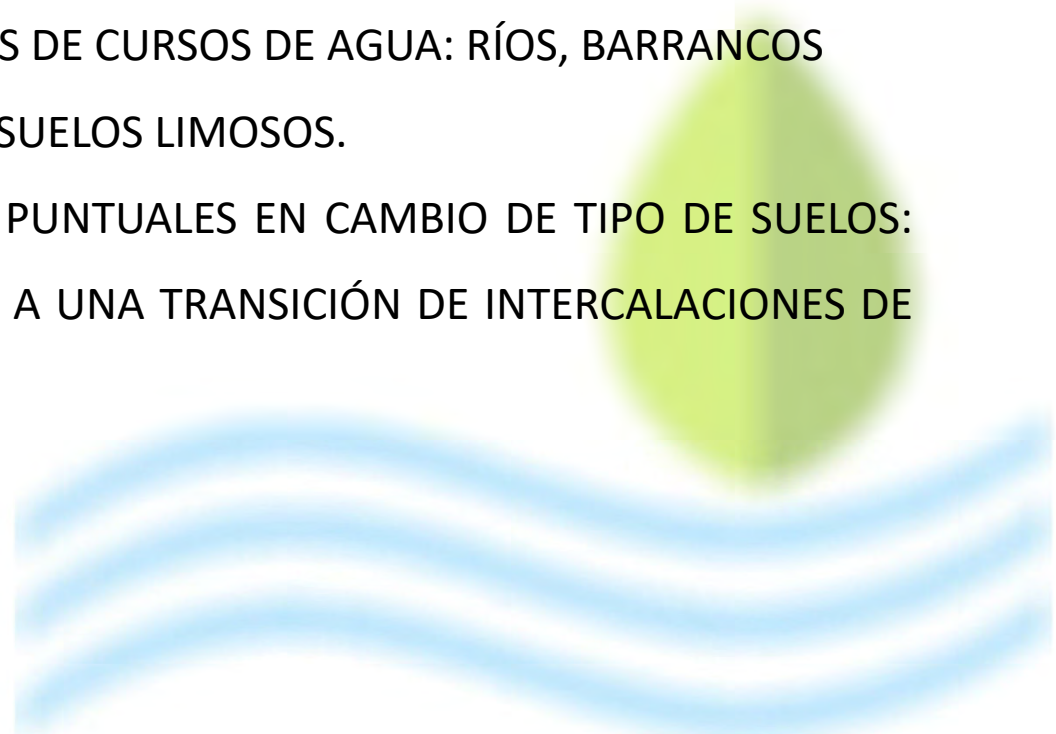 S DE CURSOS DE AGUA: RÍOS, BARRANCOS
SUELOS LIMOSOS.
PUNTUALES EN CAMBIO DE TIPO DE SUELOS:
A UNA TRANSICIÓN DE INTERCALACIONES DE